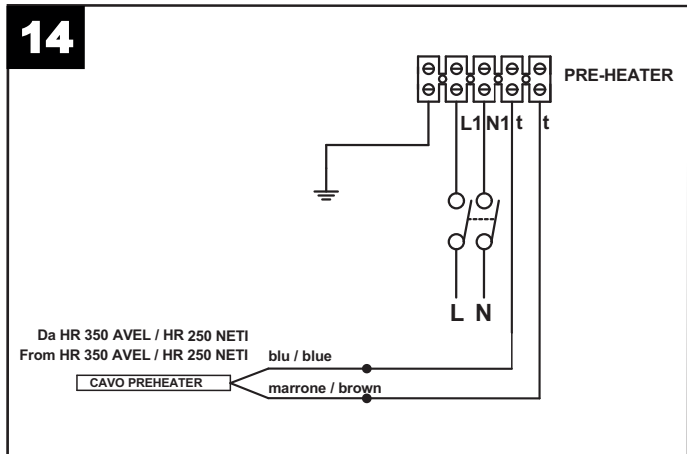 14
PRE-HEATER
L1 N1 t t
L N
Da HR 350 AVEL / HR 250 NETI
From HR 350 AVEL / HR 250 NETI
blu / blue
CAVO PREHEATER
marrone / brown